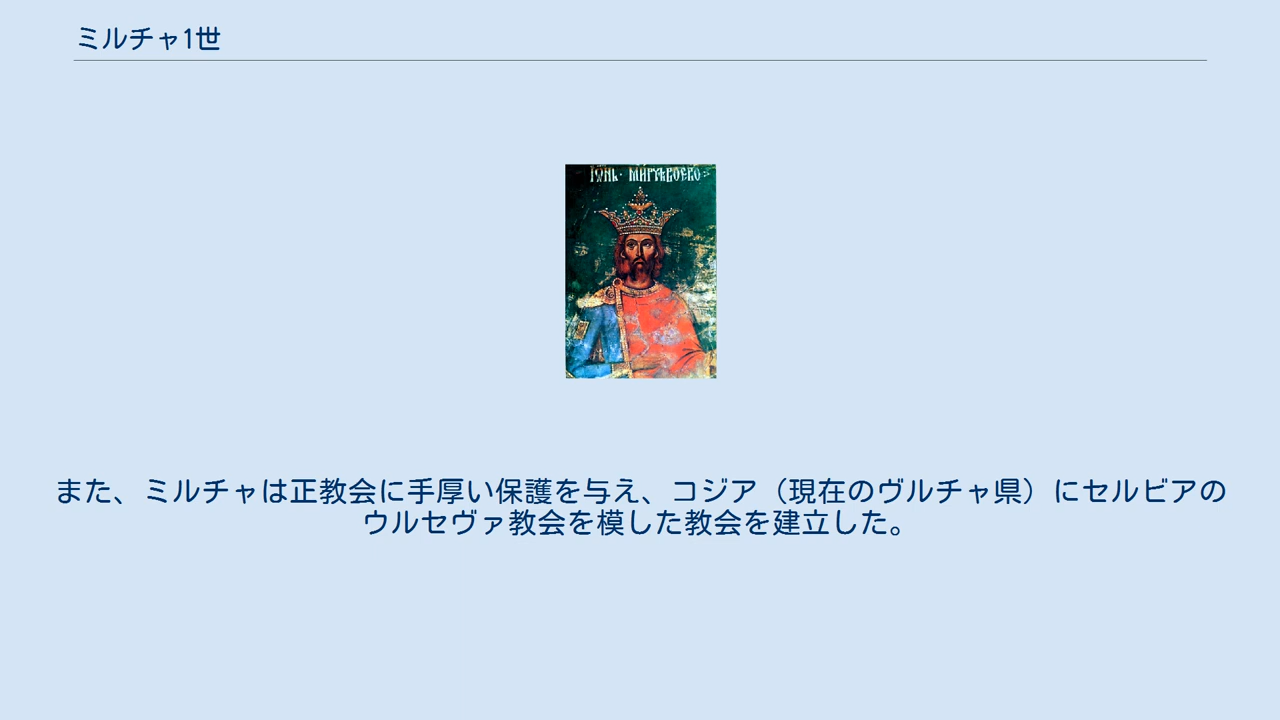 ミルチャ1世
また、ミルチャは正教会に手厚い保護を与え、コジア（現在のヴルチャ県）にセルビアの
ウルセヴァ教会を模した教会を建立した。